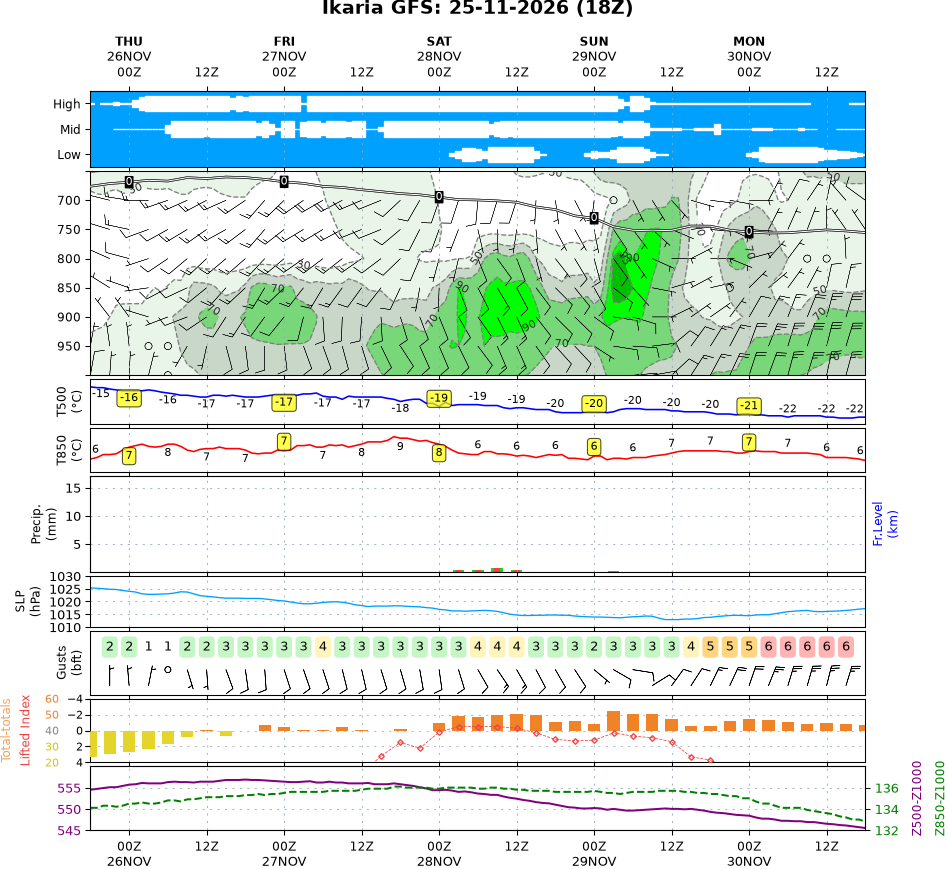 Ikaria GFS: 25-11-2026 (18Z)
THU FRI SAT SUN MON
26NOV 27NOV 28NOV 29NOV 30NOV
00Z 12Z 00Z 12Z 00Z 12Z 00Z 12Z 00Z 12Z
High
Mid
Low
0 0 0 0 0
700
750
800
850
900
950
30 50 70 90
T500
(°C)
-15 -16 -16 -17 -17 -17 -17 -17 -18 -19 -19 -19 -20 -20 -20 -20 -20 -21 -22 -22 -22
T850
(°C)
6 7 8 7 7 7 7 8 9 8 6 6 6 6 6 7 7 7 7 6 6
Precip.
(mm)
15
10
5
Fr.Level
(km)
SLP
(hPa)
1030
1025
1020
1015
1010
Gusts
(bft)
2 2 1 1 2 2 3 3 3 3 3 4 3 3 3 3 3 3 3 4 4 4 3 3 3 3 3 3 3 3 4 5 5 5 6 6 6 6 6
Total-totals
Lifted Index
60 −4
50 −2
40 0
30 2
20 4
555
550
545
136
134
132
Z500-Z1000
Z850-Z1000
00Z 12Z 00Z 12Z 00Z 12Z 00Z 12Z 00Z 12Z
26NOV 27NOV 28NOV 29NOV 30NOV